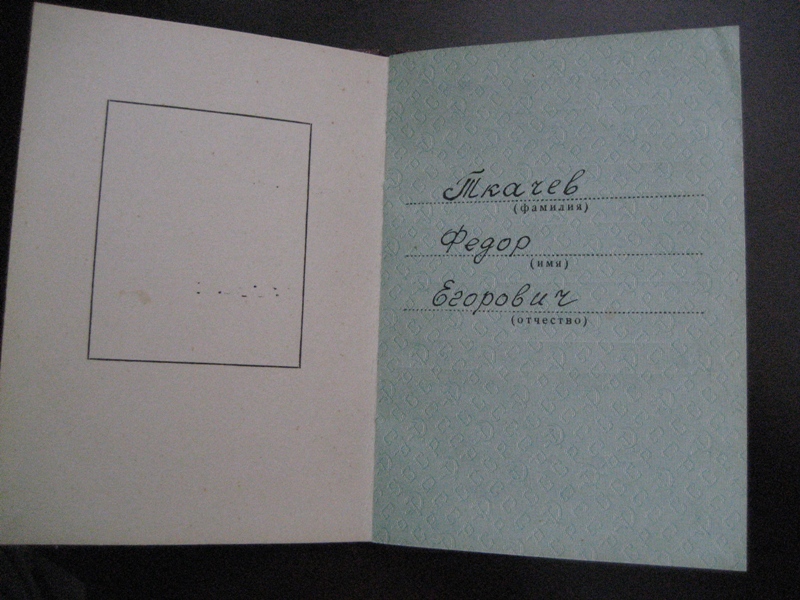 Ткачев
(фамилия)
Федор
(имя)
Егорович
(отчество)